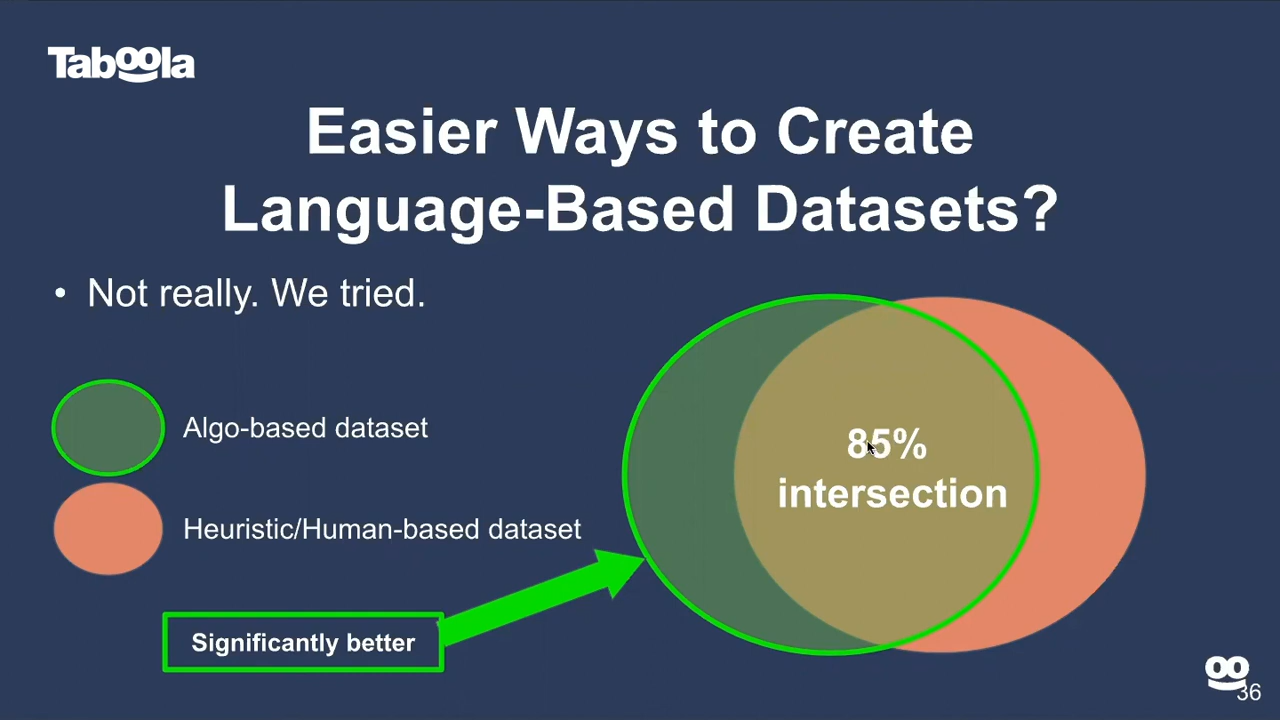 Taboola
Easier Ways to Create
Language-Based Datasets?
• Not really. We tried.
Algo-based dataset
Heuristic/Human-based dataset
Significantly better
85%
intersection
36